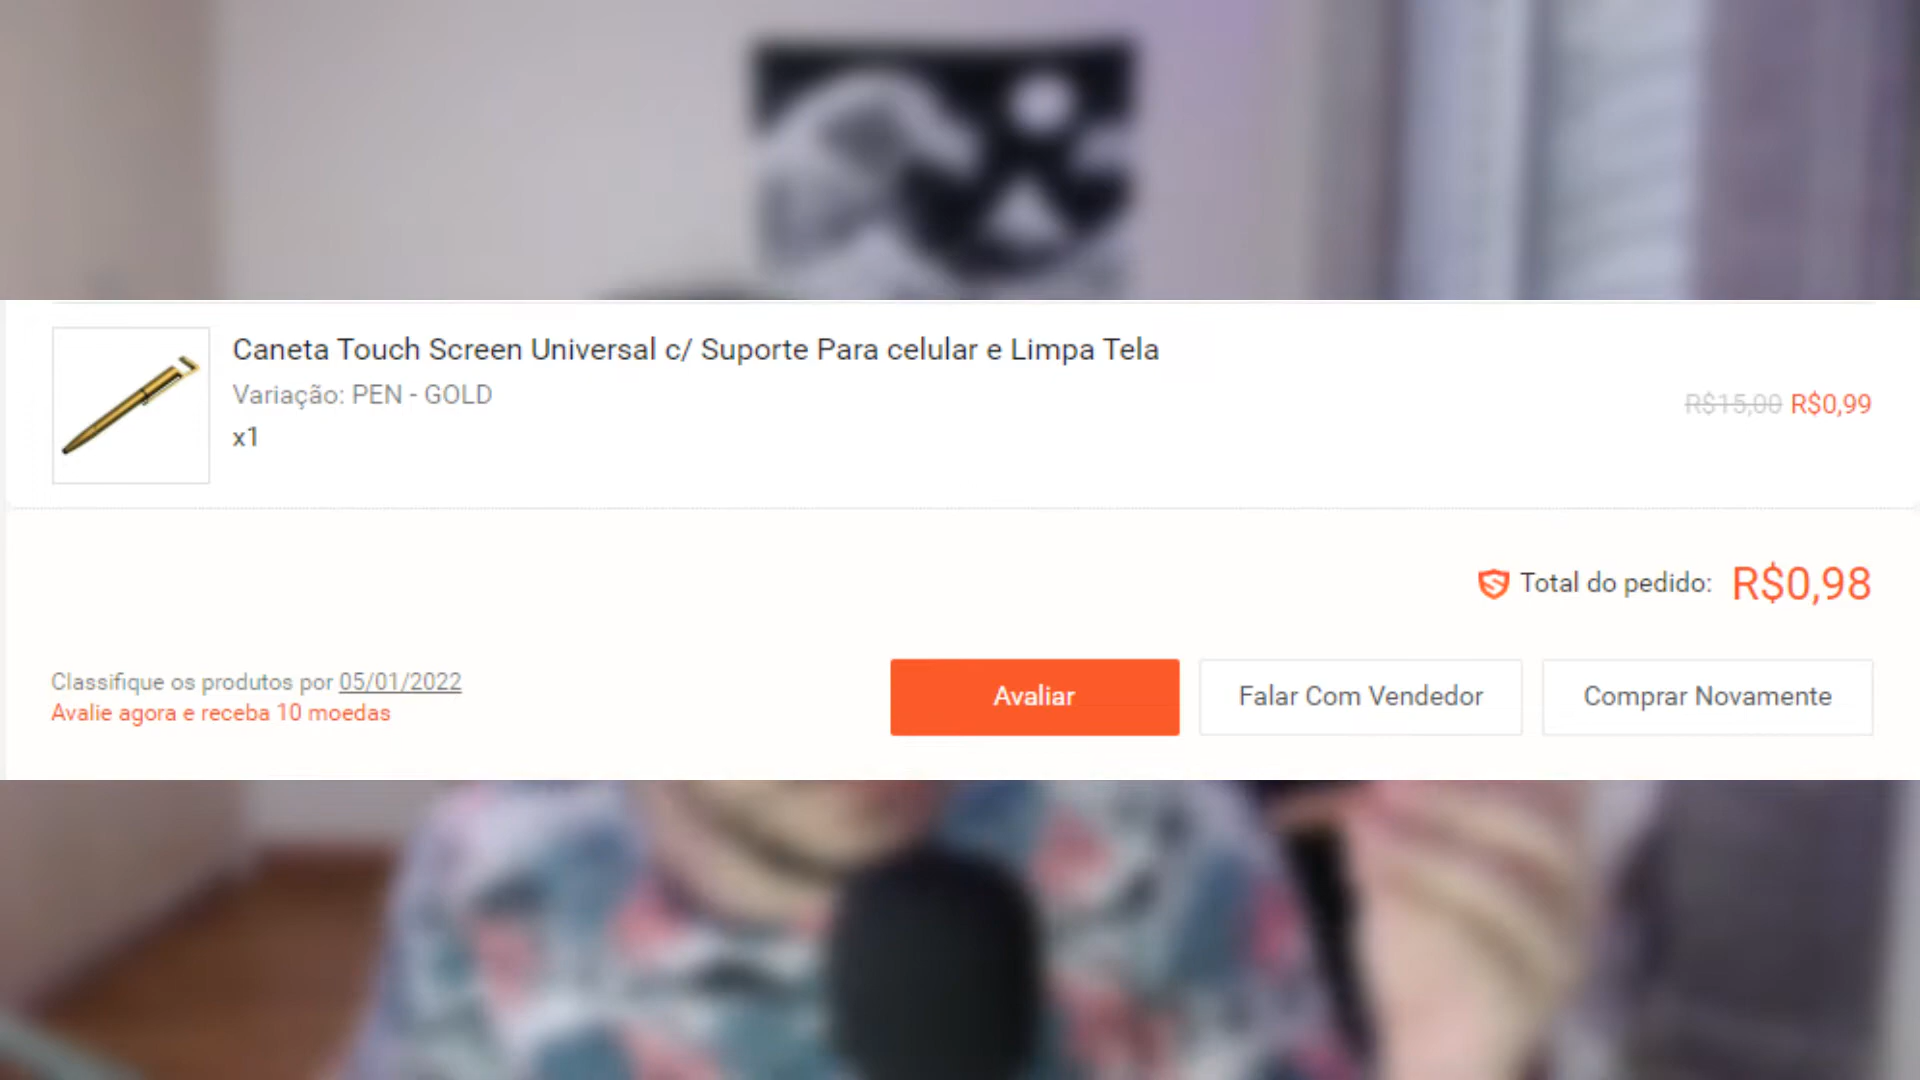 Caneta Touch Screen Universal c/ Suporte Para celular e Limpa Tela
Variação: PEN - GOLD
x1
R$15,00 R$0,99
Total do pedido: R$0,98
Classifique os produtos por 05/01/2022
Avalie agora e receba 10 moedas
Avaliar
Falar Com Vendedor
Comprar Novamente